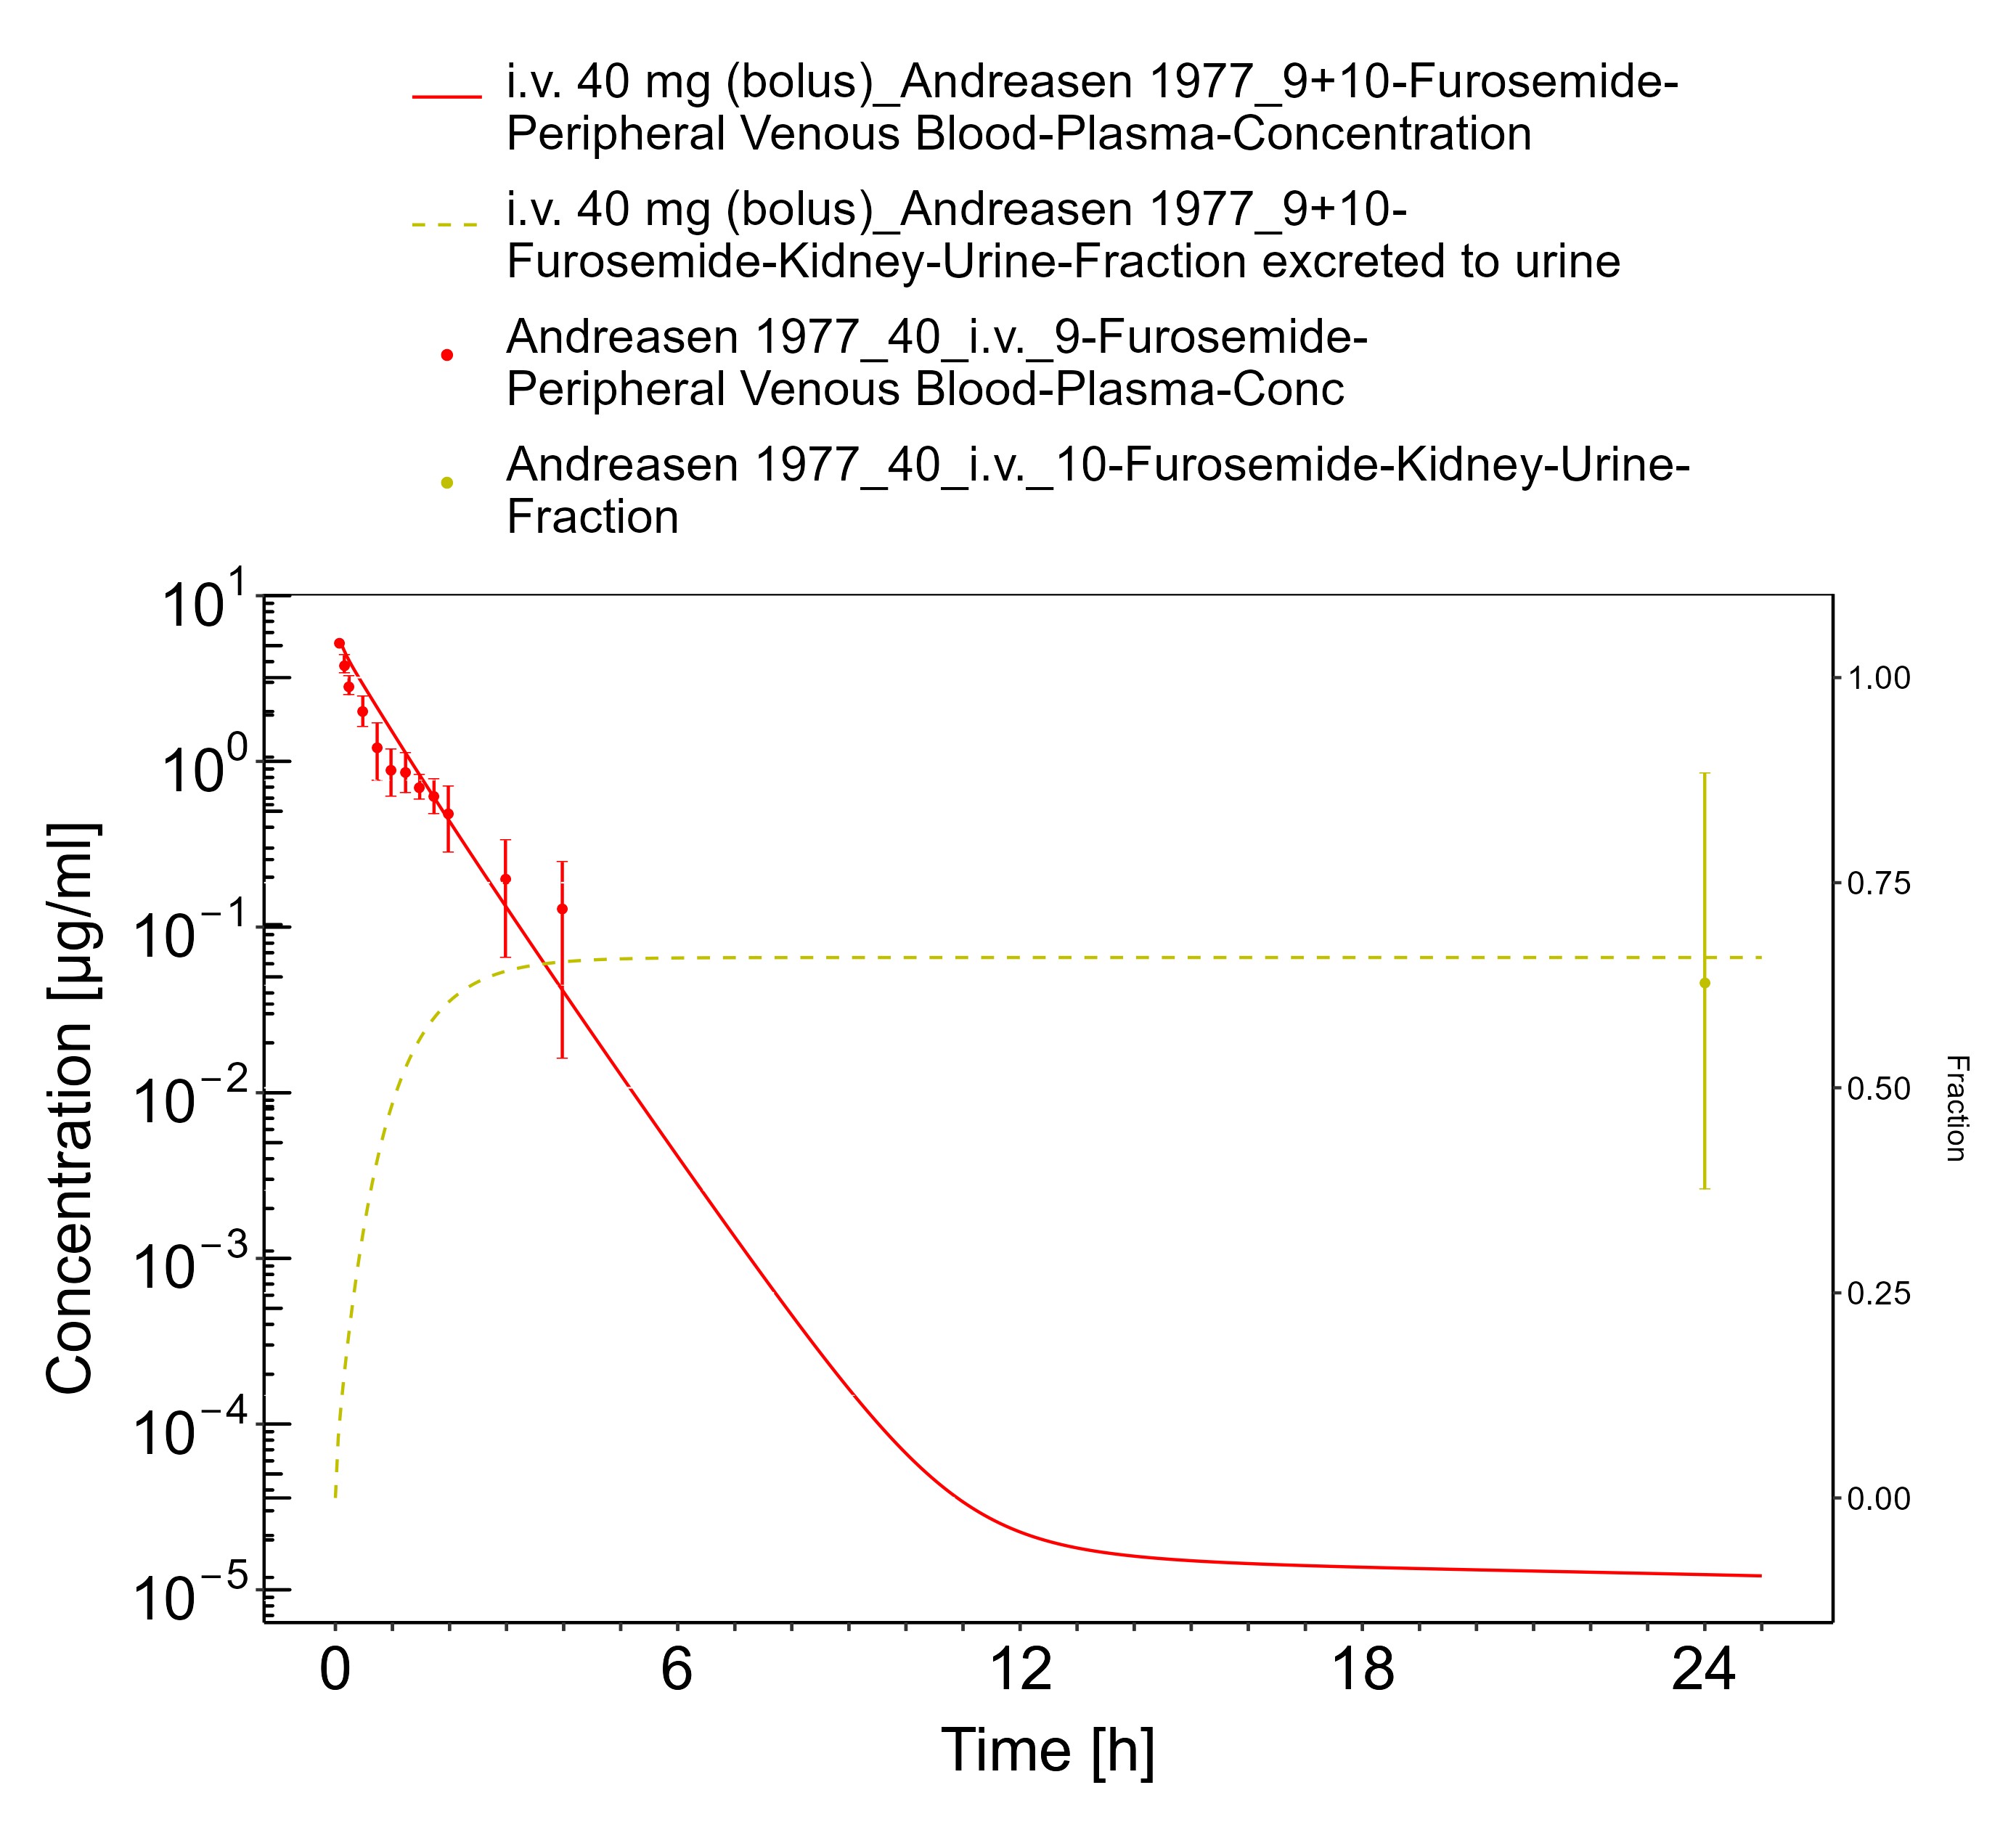 i.v. 40 mg (bolus)_Andreasen 1977_9+10-Furosemide-
Peripheral Venous Blood-Plasma-Concentration
i.v. 40 mg (bolus)_Andreasen 1977_9+10-
Furosemide-Kidney-Urine-Fraction excreted to urine
Andreasen 1977_40_i.v._9-Furosemide-
Peripheral Venous Blood-Plasma-Conc
Andreasen 1977_40_i.v._10-Furosemide-Kidney-Urine-
Fraction
10^1
10^0
10^−1
10^−2
10^−3
10^−4
10^−5
Concentration [µg/ml]
1.00
0.75
0.50
0.25
0.00
Fraction
0 6 12 18 24
Time [h]